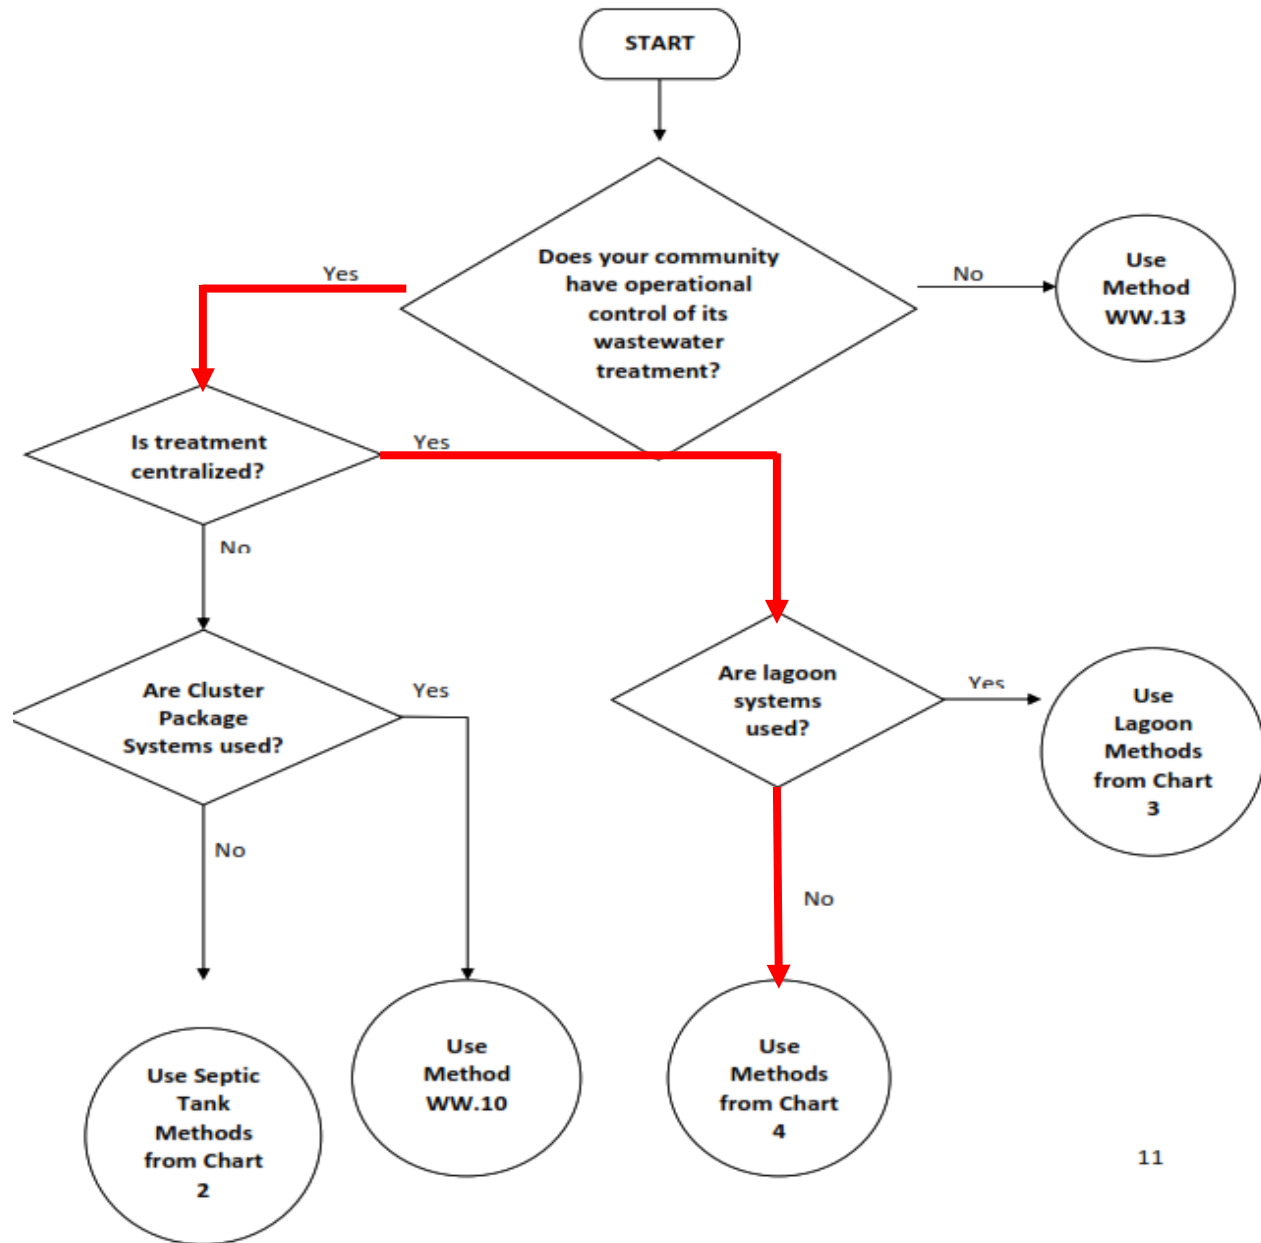 START
Does your community
have operational
control of its
wastewater
treatment?
Yes
No
Use
Method
WW.13
Is treatment
centralized?
Yes
No
Are Cluster
Package
Systems used?
Yes
No
Are lagoon
systems
used?
Yes
No
Use
Lagoon
Methods
from Chart
3
Use Septic
Tank
Methods
from Chart
2
Use
Method
WW.10
Use
Methods
from Chart
4
11